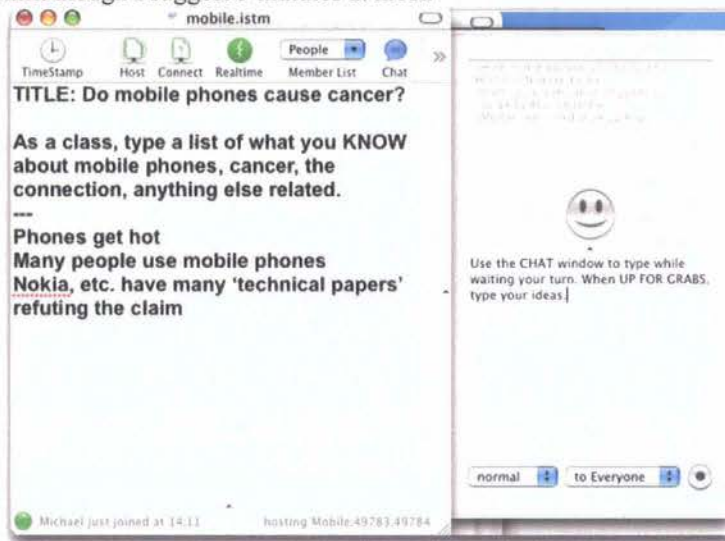 mobile.istm
People
TimeStamp Host Connect Realtime Member List Chat
TITLE: Do mobile phones cause cancer?
As a class, type a list of what you KNOW
about mobile phones, cancer, the
connection, anything else related.
---
Phones get hot
Many people use mobile phones
Nokia, etc. have many ‘technical papers’
refuting the claim
Michael just joined at 14:11 hosting Mobile.49783.49784
Use the CHAT window to type while
waiting your turn. When UP FOR GRABS,
type your ideas.
normal to Everyone